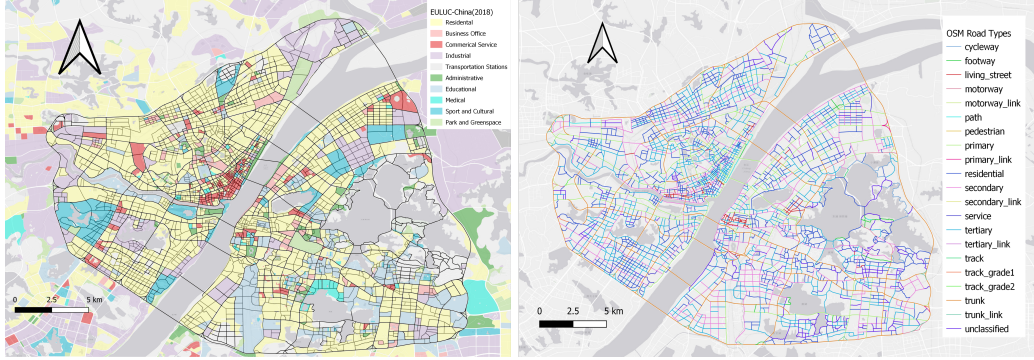 EULUC-China(2018)
Residental
Business Office
Commerical Service
Industrial
Transportation Stations
Administrative
Educational
Medical
Sport and Cultural
Park and Greenspace
0 2.5 5 km
OSM Road Types
cycleway
footway
living_street
motorway
motorway_link
path
pedestrian
primary
primary_link
residential
secondary
secondary_link
service
tertiary
tertiary_link
track
track_grade1
track_grade2
trunk
trunk_link
unclassified
0 2.5 5 km